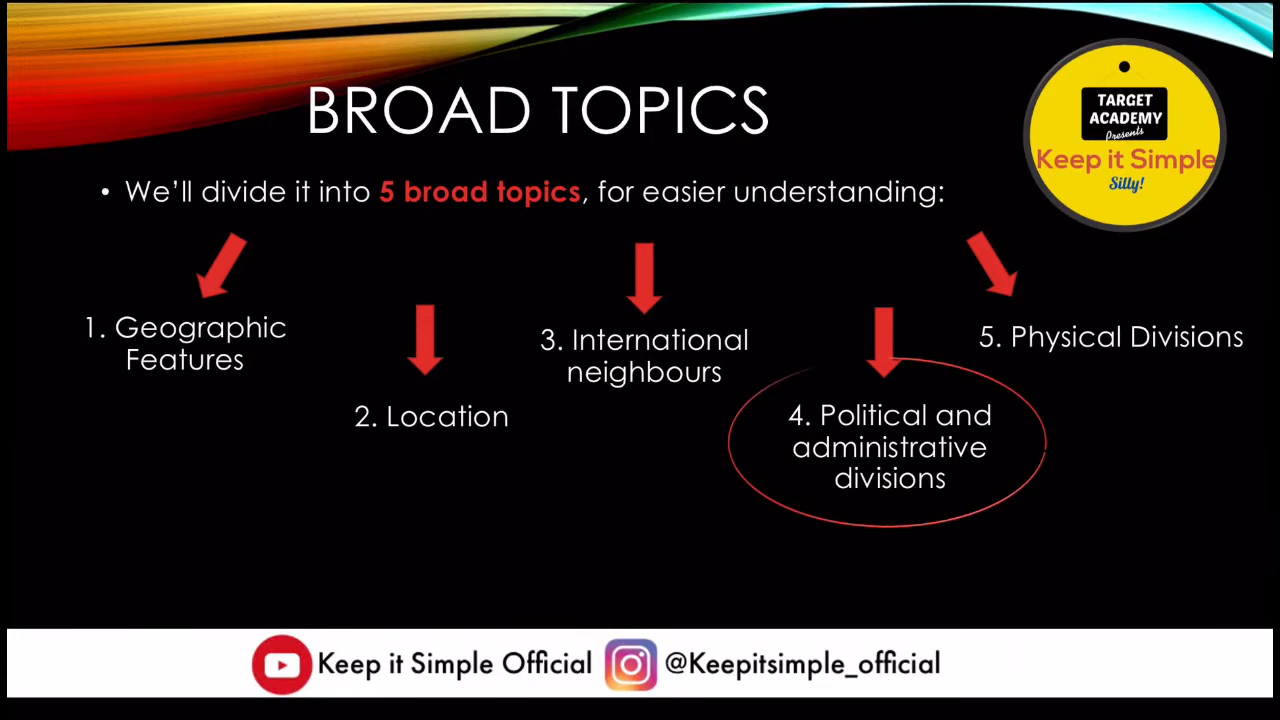 BROAD TOPICS
TARGET
ACADEMY
Presents
Keep it Simple
Silly!
• We’ll divide it into 5 broad topics, for easier understanding:
1. Geographic
Features
2. Location
3. International
neighbours
4. Political and
administrative
divisions
5. Physical Divisions
Keep it Simple Official @Keepitsimple_official